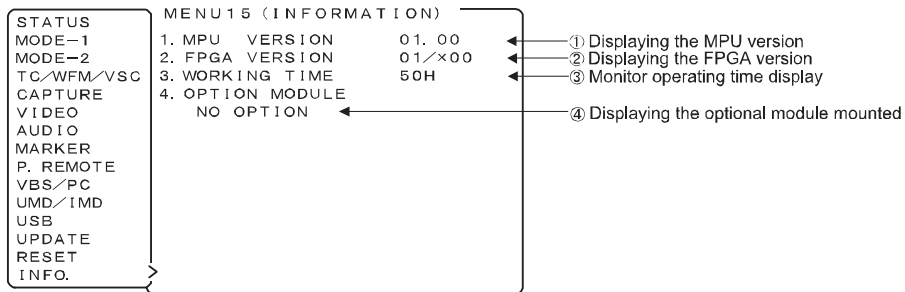 STATUS
MODE-1
MODE-2
TC/WFM/VSC
CAPTURE
VIDEO
AUDIO
MARKER
P. REMOTE
VBS/PC
UMD/IMD
USB
UPDATE
RESET
INFO.
MENU15 (INFORMATION)
1. MPU VERSION 01. 00
2. FPGA VERSION 01/×00
3. WORKING TIME 50H
4. OPTION MODULE
NO OPTION
① Displaying the MPU version
② Displaying the FPGA version
③ Monitor operating time display
④ Displaying the optional module mounted